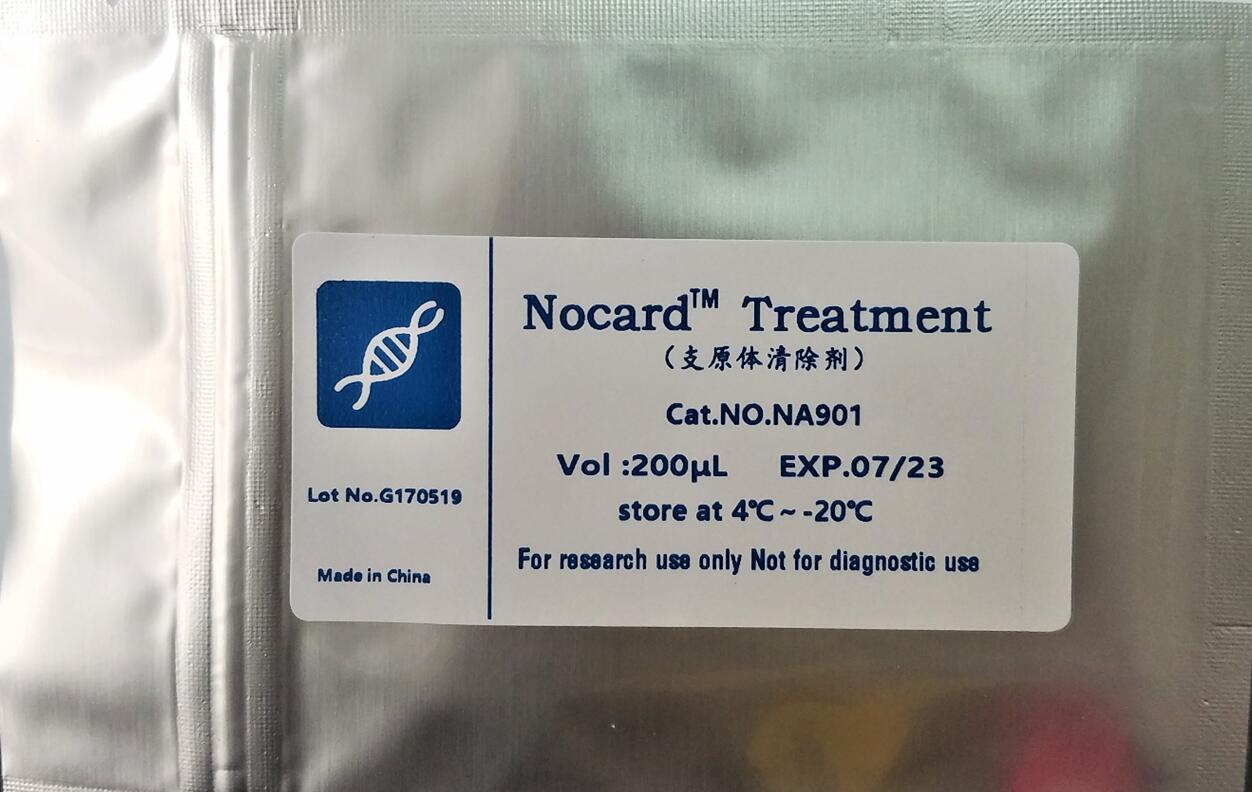 Nocard™ Treatment
(支原体清除剂)
Cat.NO.NA901
Vol :200μL EXP.07/23
store at 4℃~-20℃
For research use only Not for diagnostic use
Lot No.G170519
Made in China